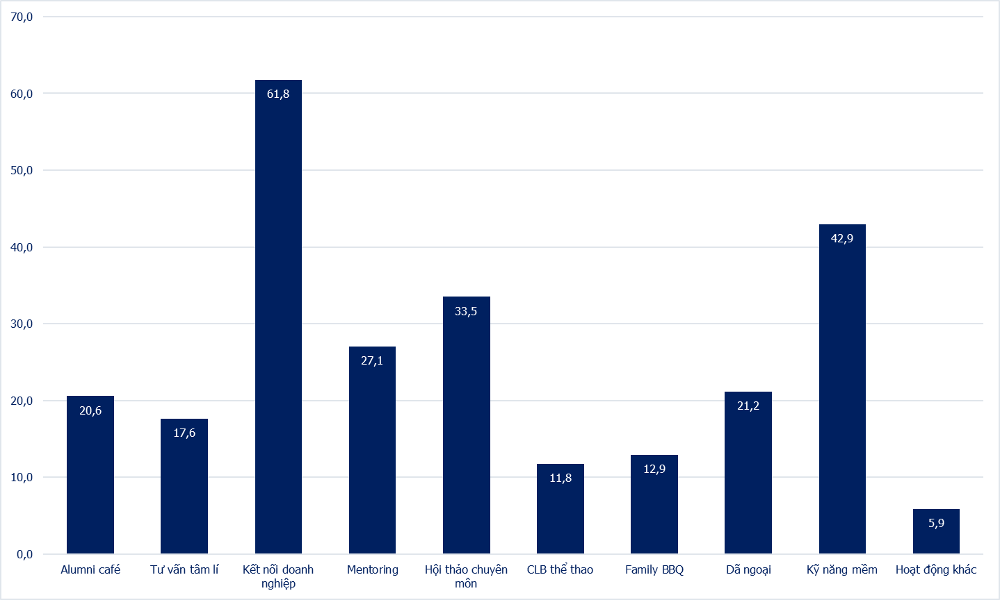 70,0
60,0
50,0
40,0
30,0
20,0
10,0
0,0
20,6
17,6
61,8
27,1
33,5
11,8
12,9
21,2
42,9
5,9
Alumni café
Tư vấn tâm lí
Kết nối doanh
nghiệp
Mentoring
Hội thảo chuyên
môn
CLB thể thao
Family BBQ
Dã ngoại
Kỹ năng mềm
Hoạt động khác